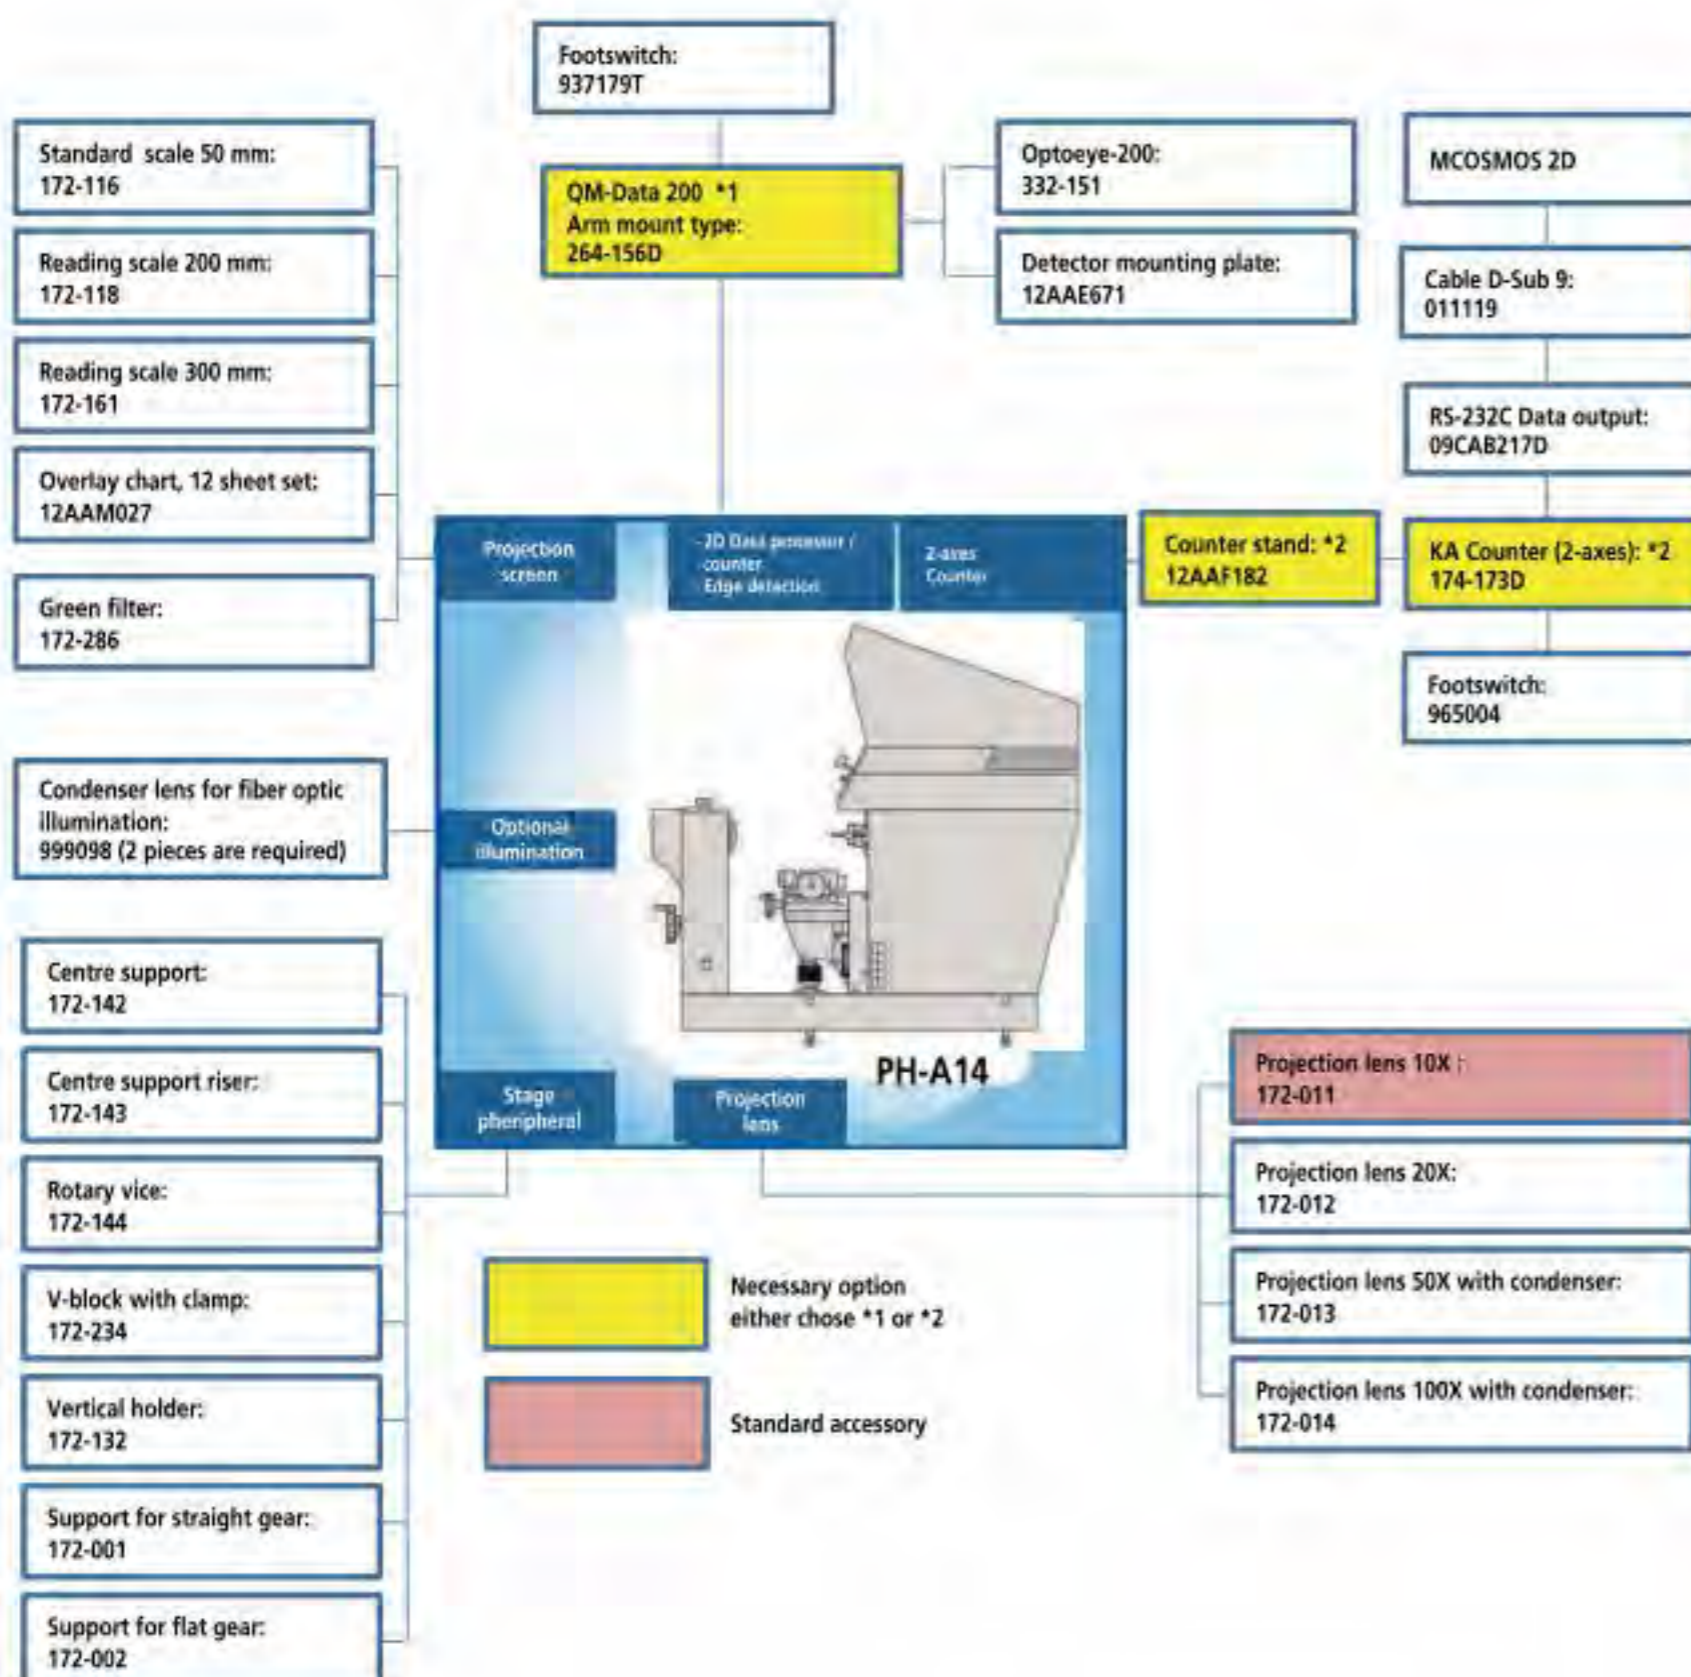 Footswitch:
937179T
Standard scale 50 mm:
172-116
Reading scale 200 mm:
172-118
Reading scale 300 mm:
172-161
Overlay chart, 12 sheet set:
12AAM027
Green filter:
172-286
QM-Data 200 *1
Arm mount type:
264-156D
Optoeye-200:
332-151
Detector mounting plate:
12AAE671
MCOSMOS 2D
Cable D-Sub 9:
011119
RS-232C Data output:
09CAB217D
Projection
screen
- 2D Data processor /
counter
- Edge detection
2-axes
Counter
Counter stand: *2
12AAF182
KA Counter (2-axes): *2
174-173D
Footswitch:
965004
Condenser lens for fiber optic
illumination:
999098 (2 pieces are required)
Optional
illumination
Centre support:
172-142
Centre support riser:
172-143
Rotary vice:
172-144
V-block with clamp:
172-234
Vertical holder:
172-132
Support for straight gear:
172-001
Support for flat gear:
172-002
PH-A14
Stage
pheripheral
Projection
lens
Projection lens 10X :
172-011
Projection lens 20X:
172-012
Projection lens 50X with condenser:
172-013
Projection lens 100X with condenser:
172-014
Necessary option
either chose *1 or *2
Standard accessory